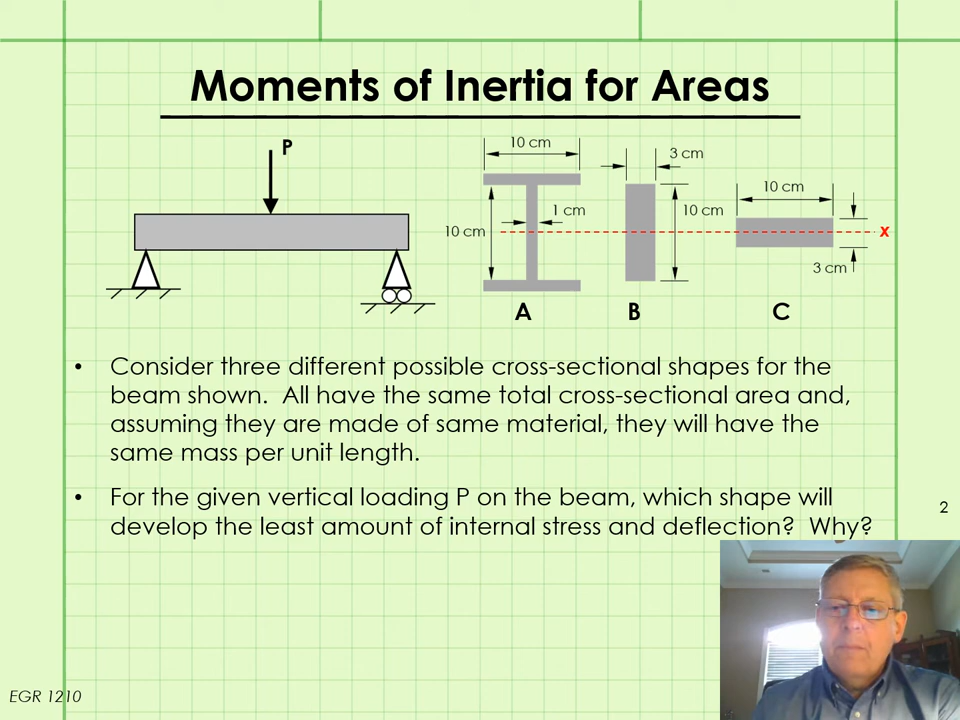 Moments of Inertia for Areas
P
10 cm
10 cm
1 cm
A
3 cm
10 cm
B
10 cm
3 cm
x
C
• Consider three different possible cross-sectional shapes for the
beam shown. All have the same total cross-sectional area and,
assuming they are made of same material, they will have the
same mass per unit length.
• For the given vertical loading P on the beam, which shape will
develop the least amount of internal stress and deflection? Why?
2
EGR 1210